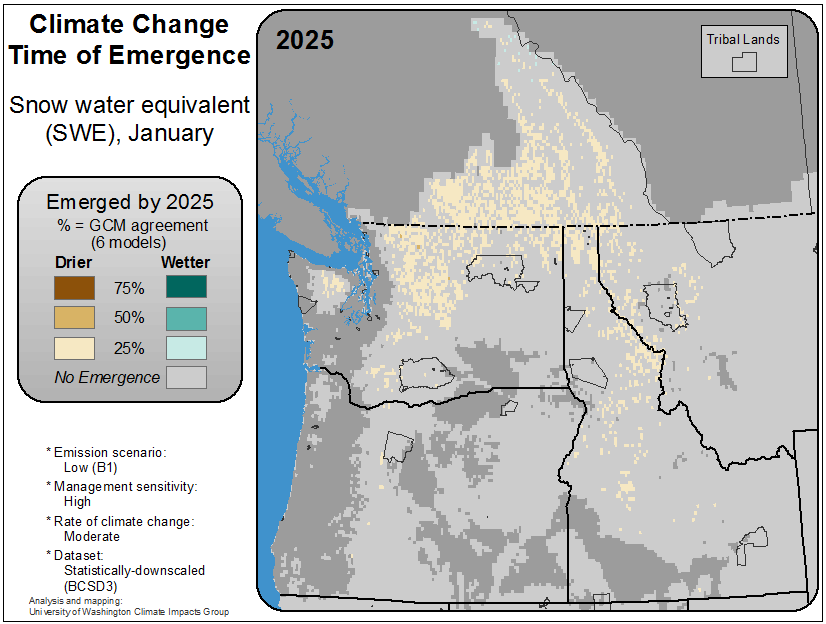 Climate Change
Time of Emergence
Snow water equivalent
(SWE), January
Emerged by 2025
% = GCM agreement
(6 models)
Drier Wetter
75%
50%
25%
No Emergence
* Emission scenario:
Low (B1)
* Management sensitivity:
High
* Rate of climate change:
Moderate
* Dataset:
Statistically-downscaled
(BCSD3)
Analysis and mapping:
University of Washington Climate Impacts Group
2025
Tribal Lands